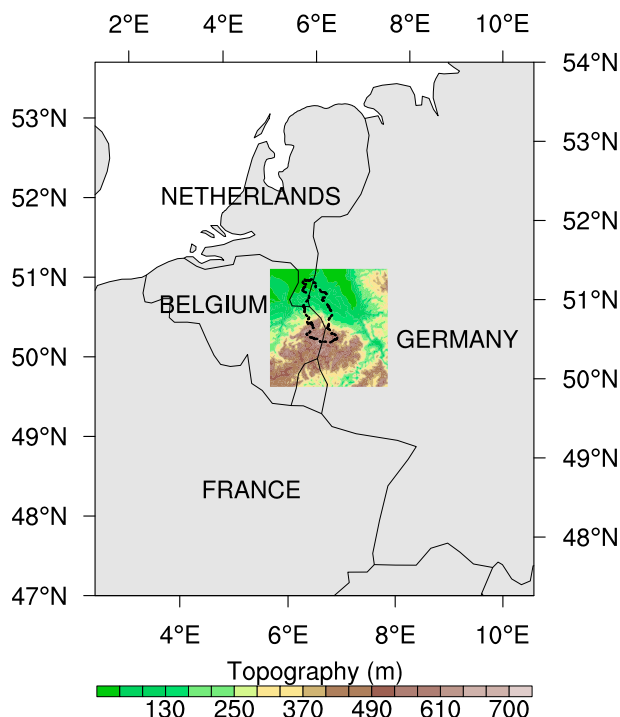 2°E 4°E 6°E 8°E 10°E
54°N
53°N
53°N
52°N
NETHERLANDS
52°N
51°N
51°N
BELGIUM
GERMANY
50°N
50°N
49°N
49°N
FRANCE
48°N
48°N
47°N
4°E 6°E 8°E 10°E
Topography (m)
130 250 370 490 610 700